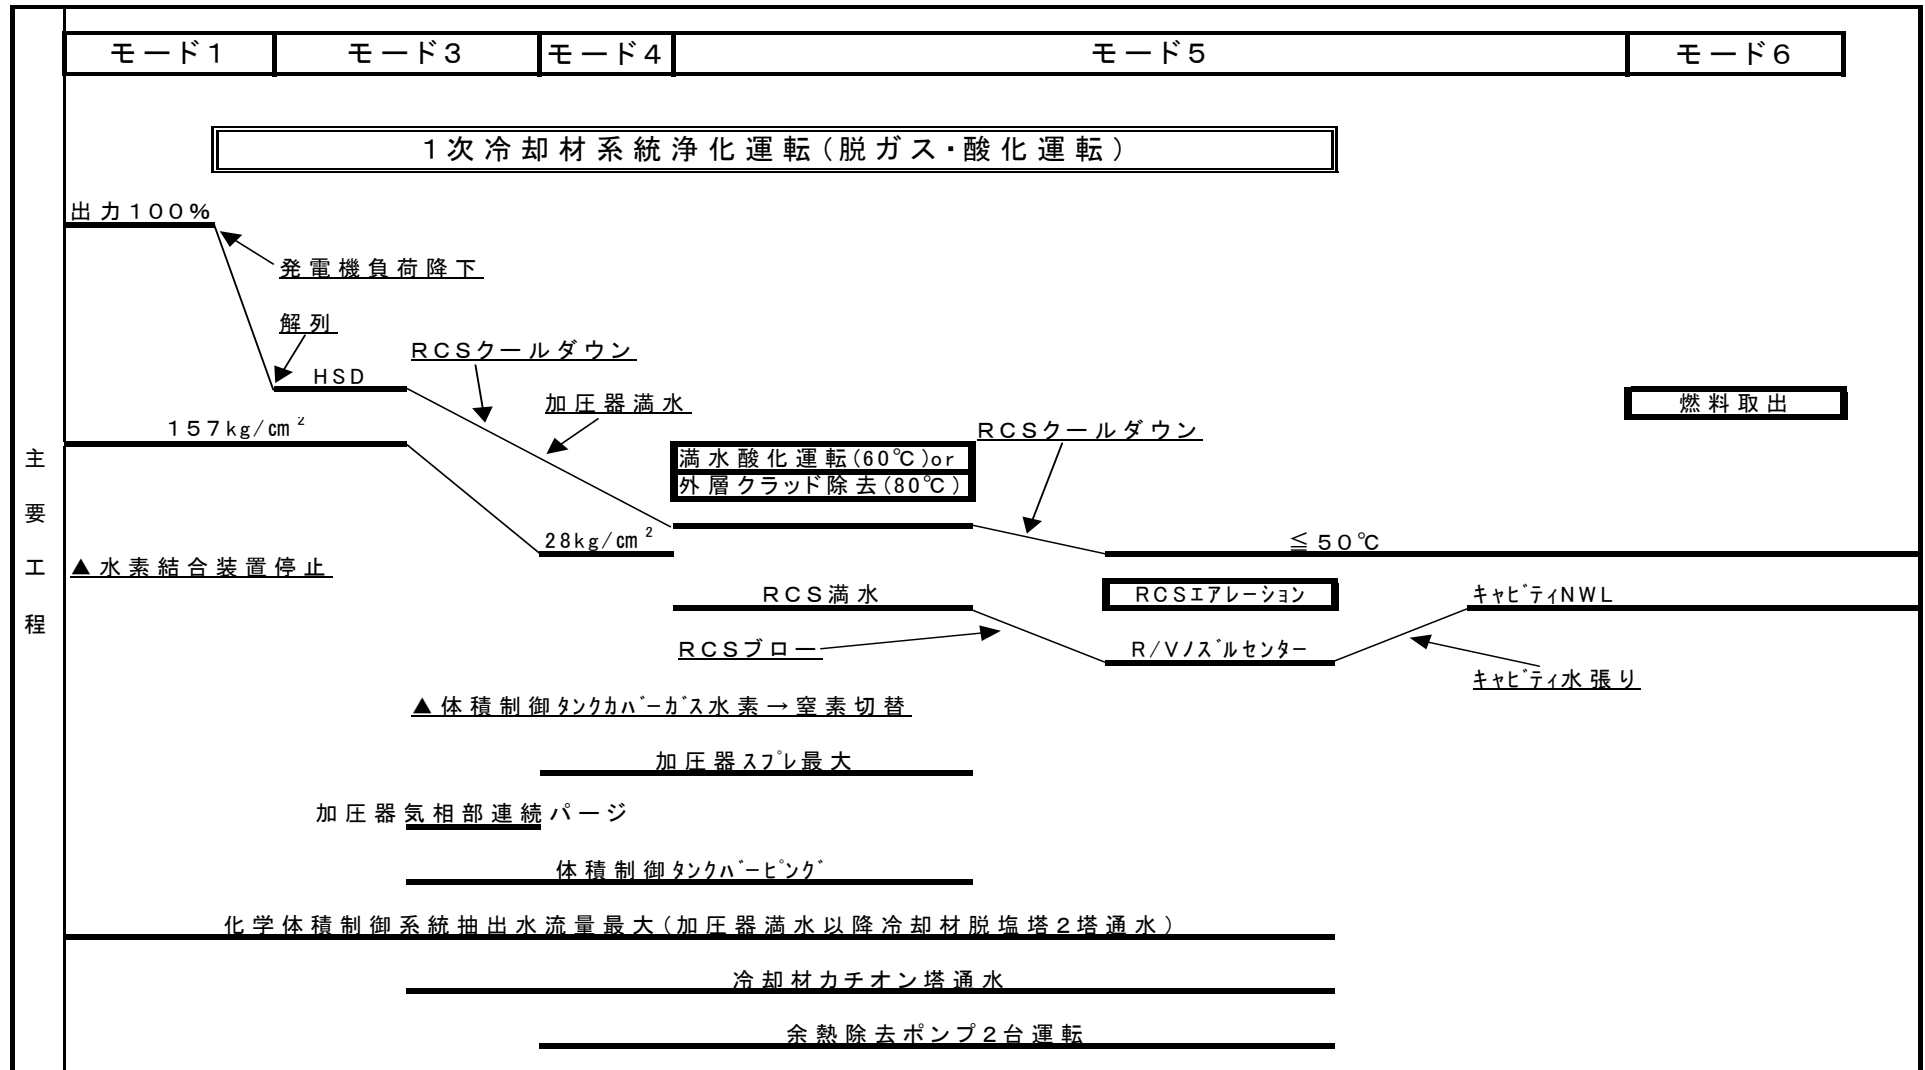 モード1 モード3 モード4 モード5 モード6
1次冷却材系統浄化運転(脱ガス・酸化運転)
出力100%
発電機負荷降下
解列
RCSクールダウン
HSD
加圧器満水
燃料取出
157kg/cm²
RCSクールダウン
主要工程
満水酸化運転(60℃)or
外層クラッド除去(80℃)
28kg/cm²
≦50℃
▲水素結合装置停止
RCS満水
RCSエアレーション
キャビティNWL
RCSブロー
R/Vノズルセンター
キャビティ水張り
▲体積制御タンクカバーガス水素→窒素切替
加圧器スプレ最大
加圧器気相部連続パージ
体積制御タンクバーピング
化学体積制御系統抽出水流量最大(加圧器満水以降冷却材脱塩塔2塔通水)
冷却材カチオン塔通水
余熱除去ポンプ2台運転